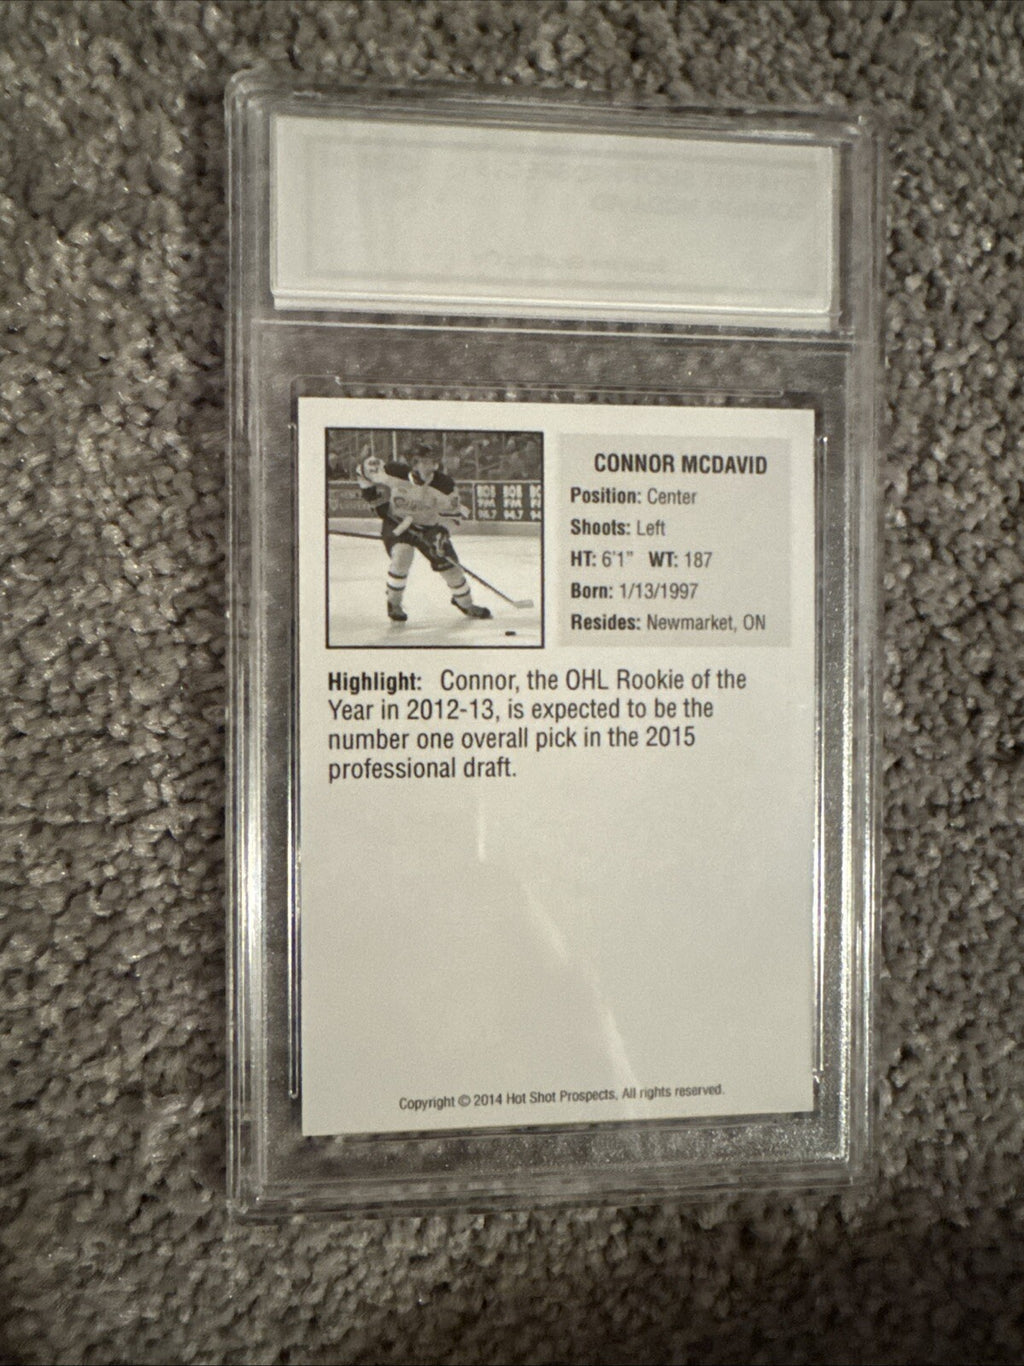 CONNOR MCDAVID
Position: Center
Shoots: Left
HT: 6'1" WT: 187
Born: 1/13/1997
Resides: Newmarket, ON
Highlight: Connor, the OHL Rookie of the
Year in 2012-13, is expected to be the
number one overall pick in the 2015
professional draft.
Copyright © 2014 Hot Shot Prospects, All rights reserved.